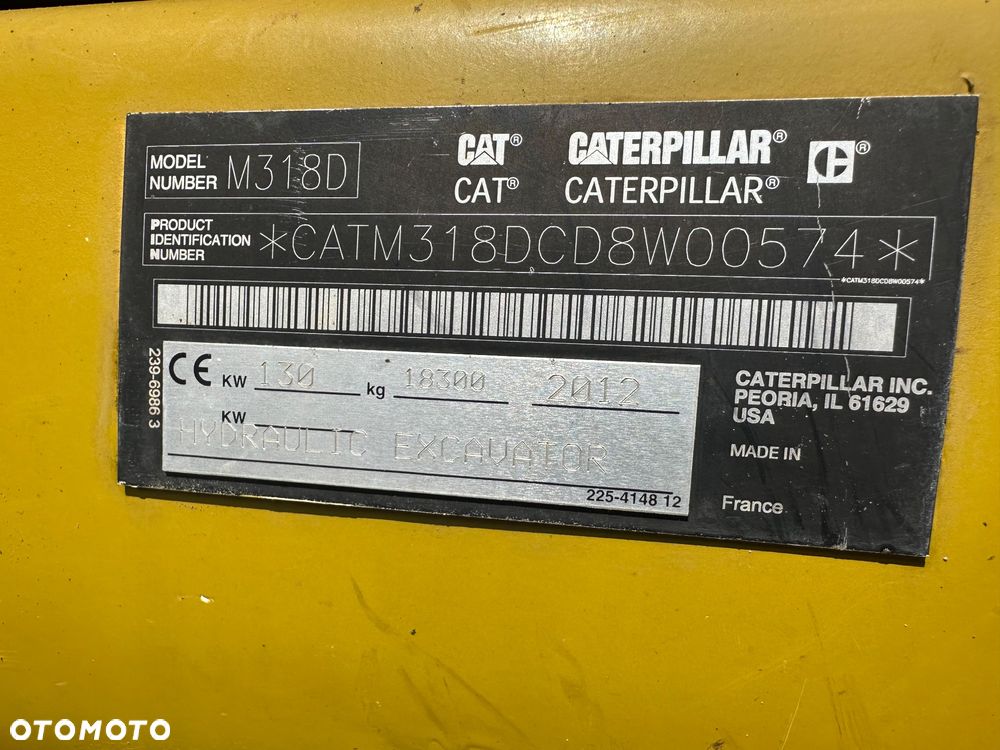 MODEL
NUMBER M318D
CAT® CATERPILLAR® C®
CAT® CATERPILLAR®
PRODUCT
IDENTIFICATION
NUMBER
*CATM318DCD8W00574*
*CATM318DCD8W00574*
239-6986 3
CE KW 130 kg 18300 2012
KW
HYDRAULIC EXCAVATOR
225-4148 12
CATERPILLAR INC.
PEORIA, IL 61629
USA
MADE IN
France
OTOMOTO